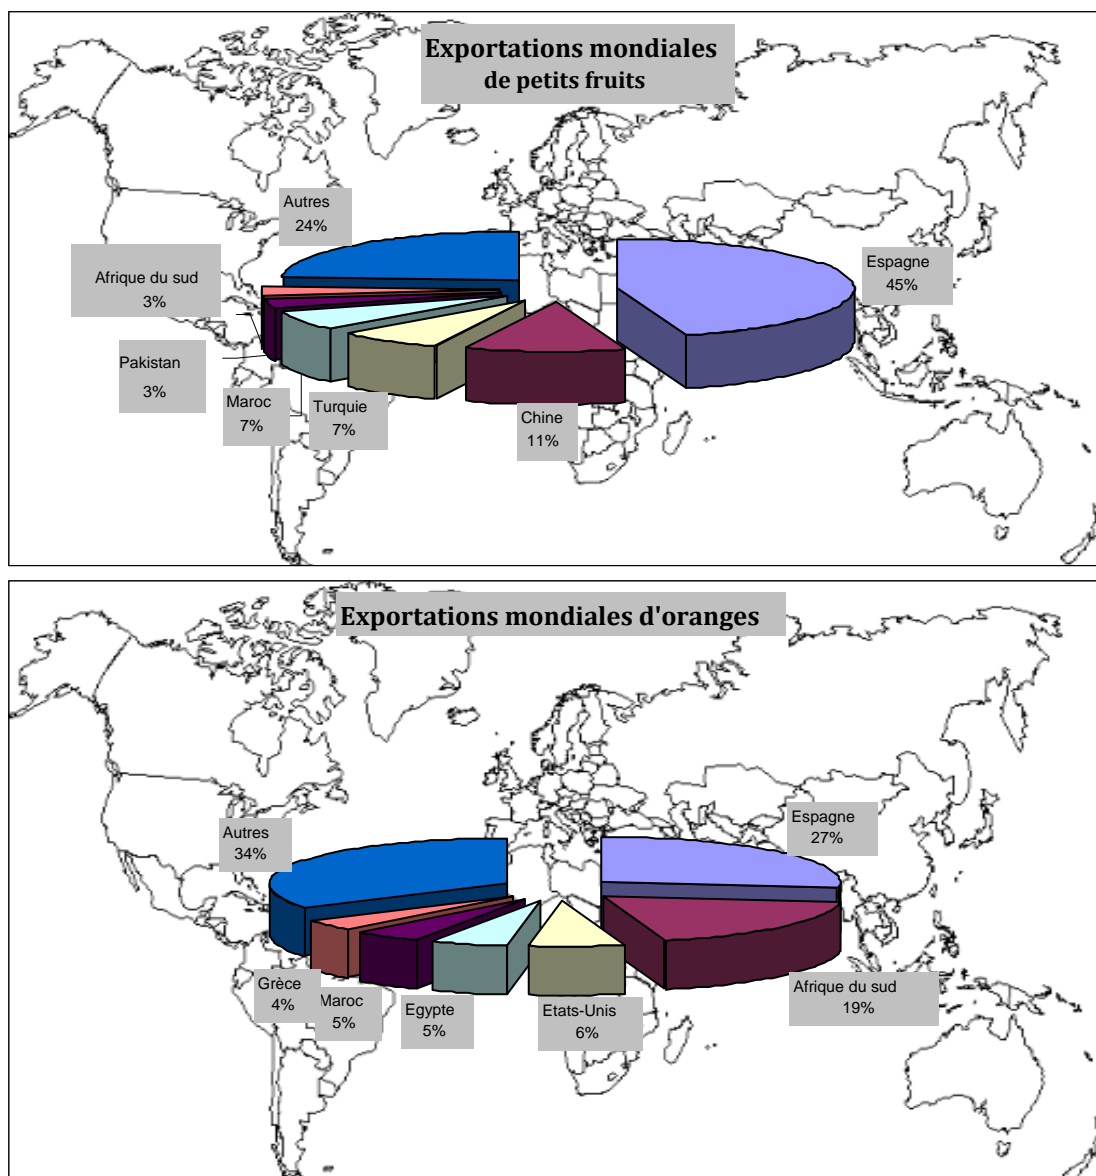 Exportations mondiales
de petits fruits
Autres
24%
Espagne
45%
Afrique du sud
3%
Pakistan
3%
Maroc
7%
Turquie
7%
Chine
11%
Exportations mondiales d'oranges
Autres
34%
Espagne
27%
Grèce
4%
Maroc
5%
Egypte
5%
Etats-Unis
6%
Afrique du sud
19%